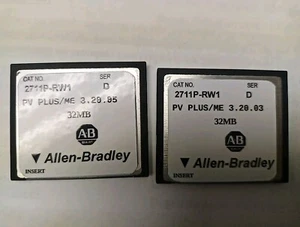 CAT NO. SER
2711P-RW1 D
PV PLUS/ME 3.20.05
32MB
AB
Allen-Bradley
INSERT
CAT NO. SER
2711P-RW1 D
PV PLUS/ME 3.20.03
32MB
AB
Allen-Bradley
INSERT